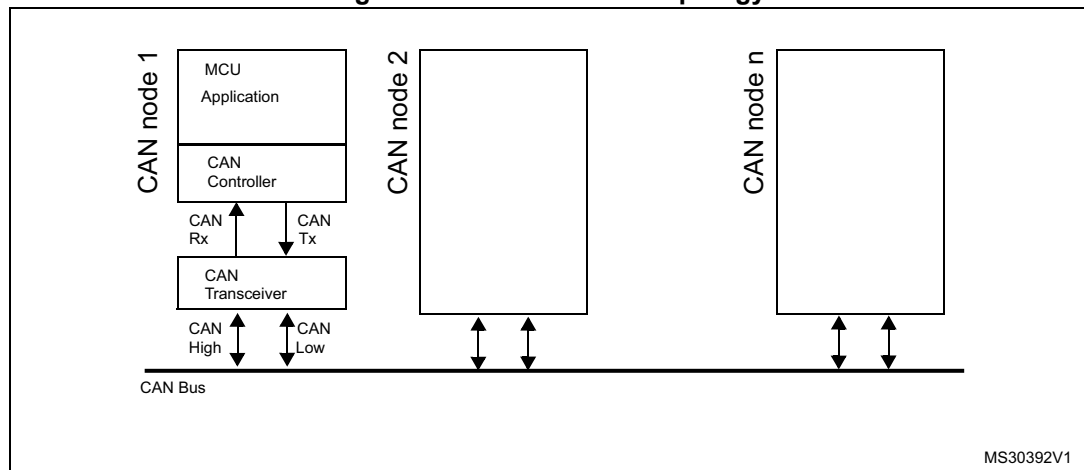 CAN node 1
MCU
Application
CAN
Controller
CAN
Rx
CAN
Tx
CAN
Transceiver
CAN
High
CAN
Low
CAN node 2
CAN node n
CAN Bus
MS30392V1